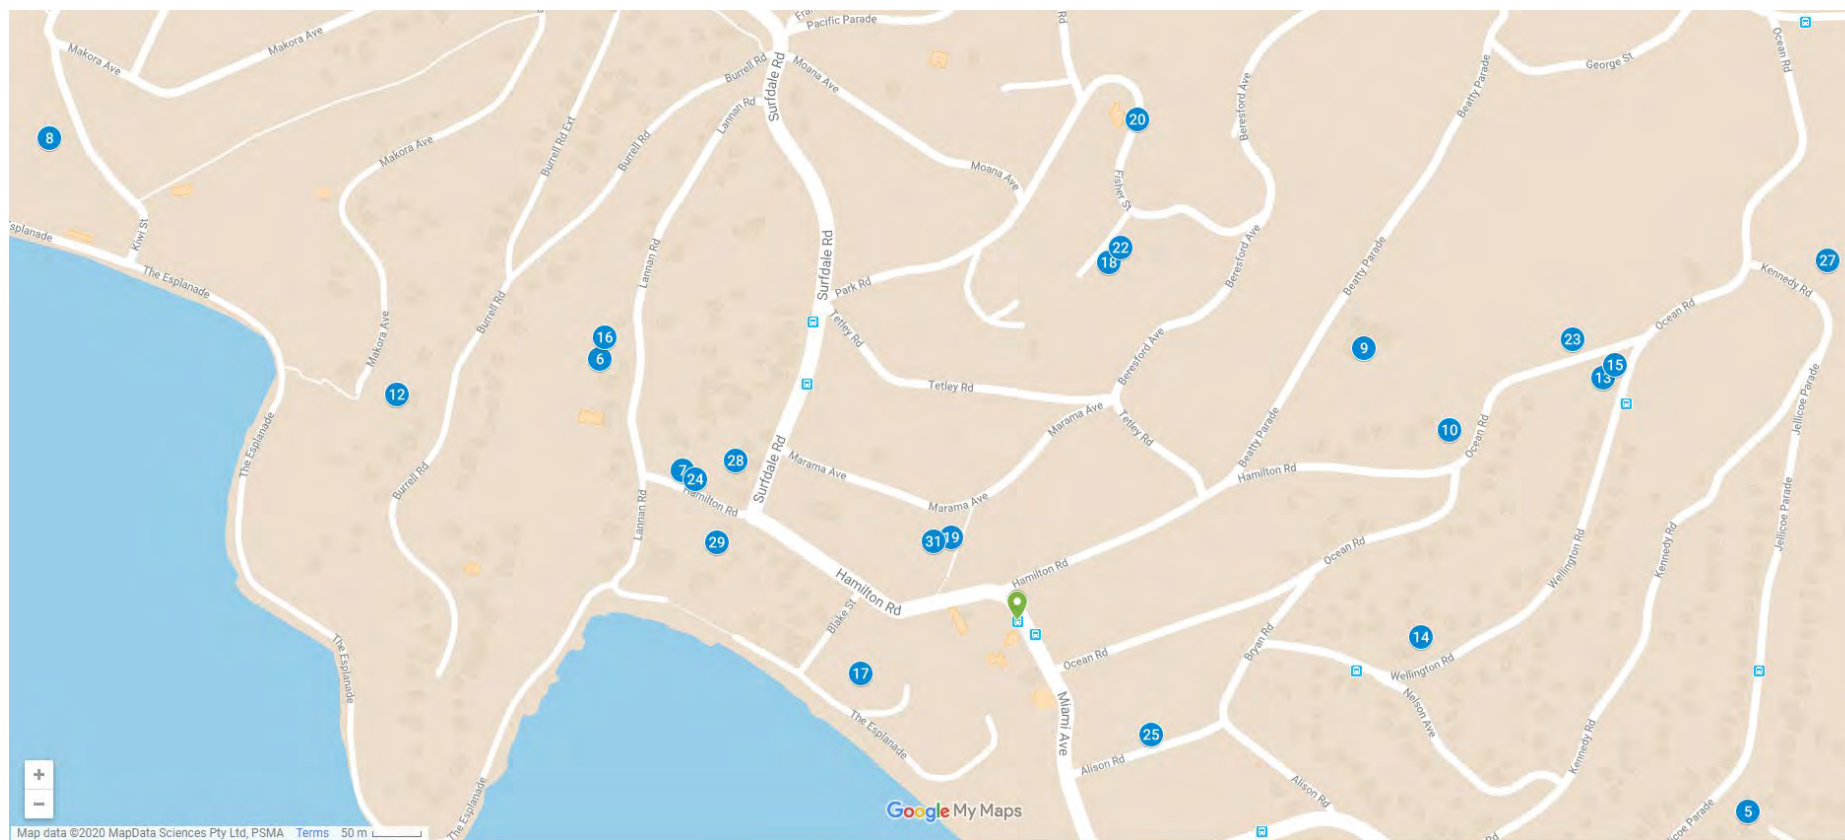 Fra
Pacific Parade
Rd
Makora Ave
Makora Ave
Burrell Rd
Surfdale Rd
Moana Ave
Ocean Rd
George St
Beatty Parade
Beresford Ave
Lannan Rd
20
8
Burrell Rd Ext
Burrell Rd
Makora Ave
Moana Ave
Fisher St
splanade
Kiwi St
Lannan Rd
Surfdale Rd
22
18
Beresford Ave
Beatty Parade
27
The Esplanade
Kennedy Rd
Burrell Rd
Park Rd
Ocean Rd
Makora Ave
16
6
Tetley Rd
Beresford Ave
9
23
15
13
12
Tetley Rd
Jellicoe Parade
Marama Ave
Tetley Rd
Beatty Parade
10
Ocean Rd
The Esplanade
Burrell Rd
7
24
28
Surfdale Rd
Marama Ave
Hamilton Rd
Hamilton Rd
Lannan Rd
Marama Ave
Jellicoe Parade
29
31
19
Ocean Rd
Wellington Rd
Kennedy Rd
Hamilton Rd
Hamilton Rd
Blake St
The Esplanade
14
Bryan Rd
Ocean Rd
Wellington Rd
17
Miami Ave
Nelson Ave
The Esplanade
25
Alison Rd
Kennedy Rd
Alison Rd
The Esplanade
Jellicoe Parade
5
+
−
Google My Maps
Map data ©2020 MapData Sciences Pty Ltd, PSMA Terms 50 m